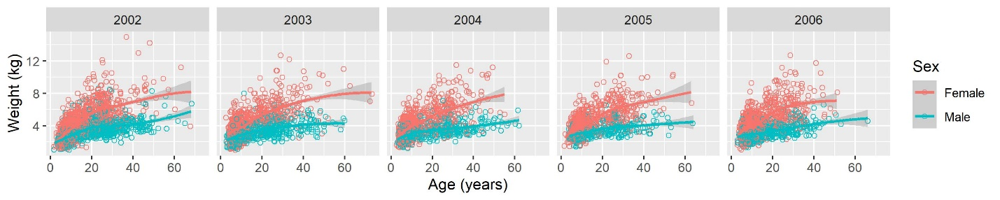 2002 2003 2004 2005 2006
Weight (kg)
12
8
4
0 20 40 60 0 20 40 60 0 20 40 60 0 20 40 60 0 20 40 60
Age (years)
Sex
Female
Male